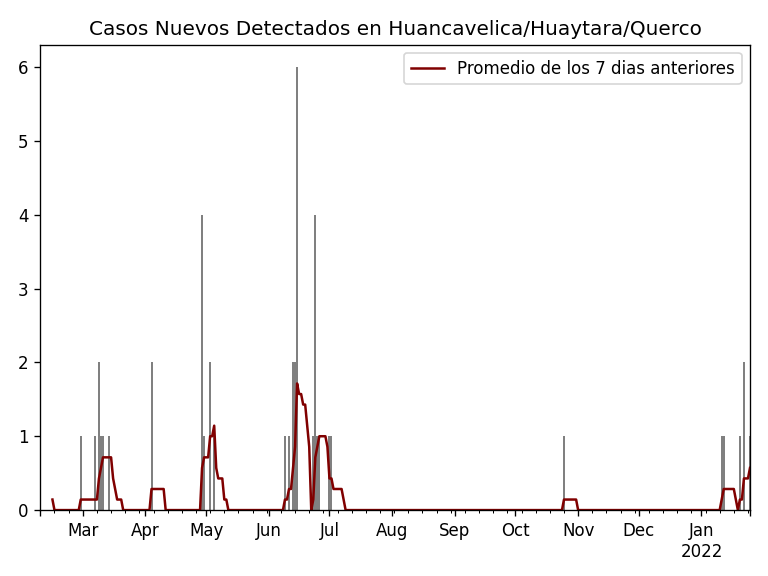 Casos Nuevos Detectados en Huancavelica/Huaytara/Querco
Promedio de los 7 dias anteriores
6
5
4
3
2
1
0
Mar Apr May Jun Jul Aug Sep Oct Nov Dec Jan
2022